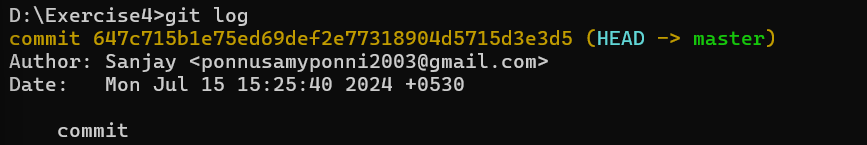 D:\Exercise4>git log
commit 647c715b1e75ed69def2e77318904d5715d3e3d5 (HEAD -> master)
Author: Sanjay <ponnusamyponni2003@gmail.com>
Date:   Mon Jul 15 15:25:40 2024 +0530
    commit